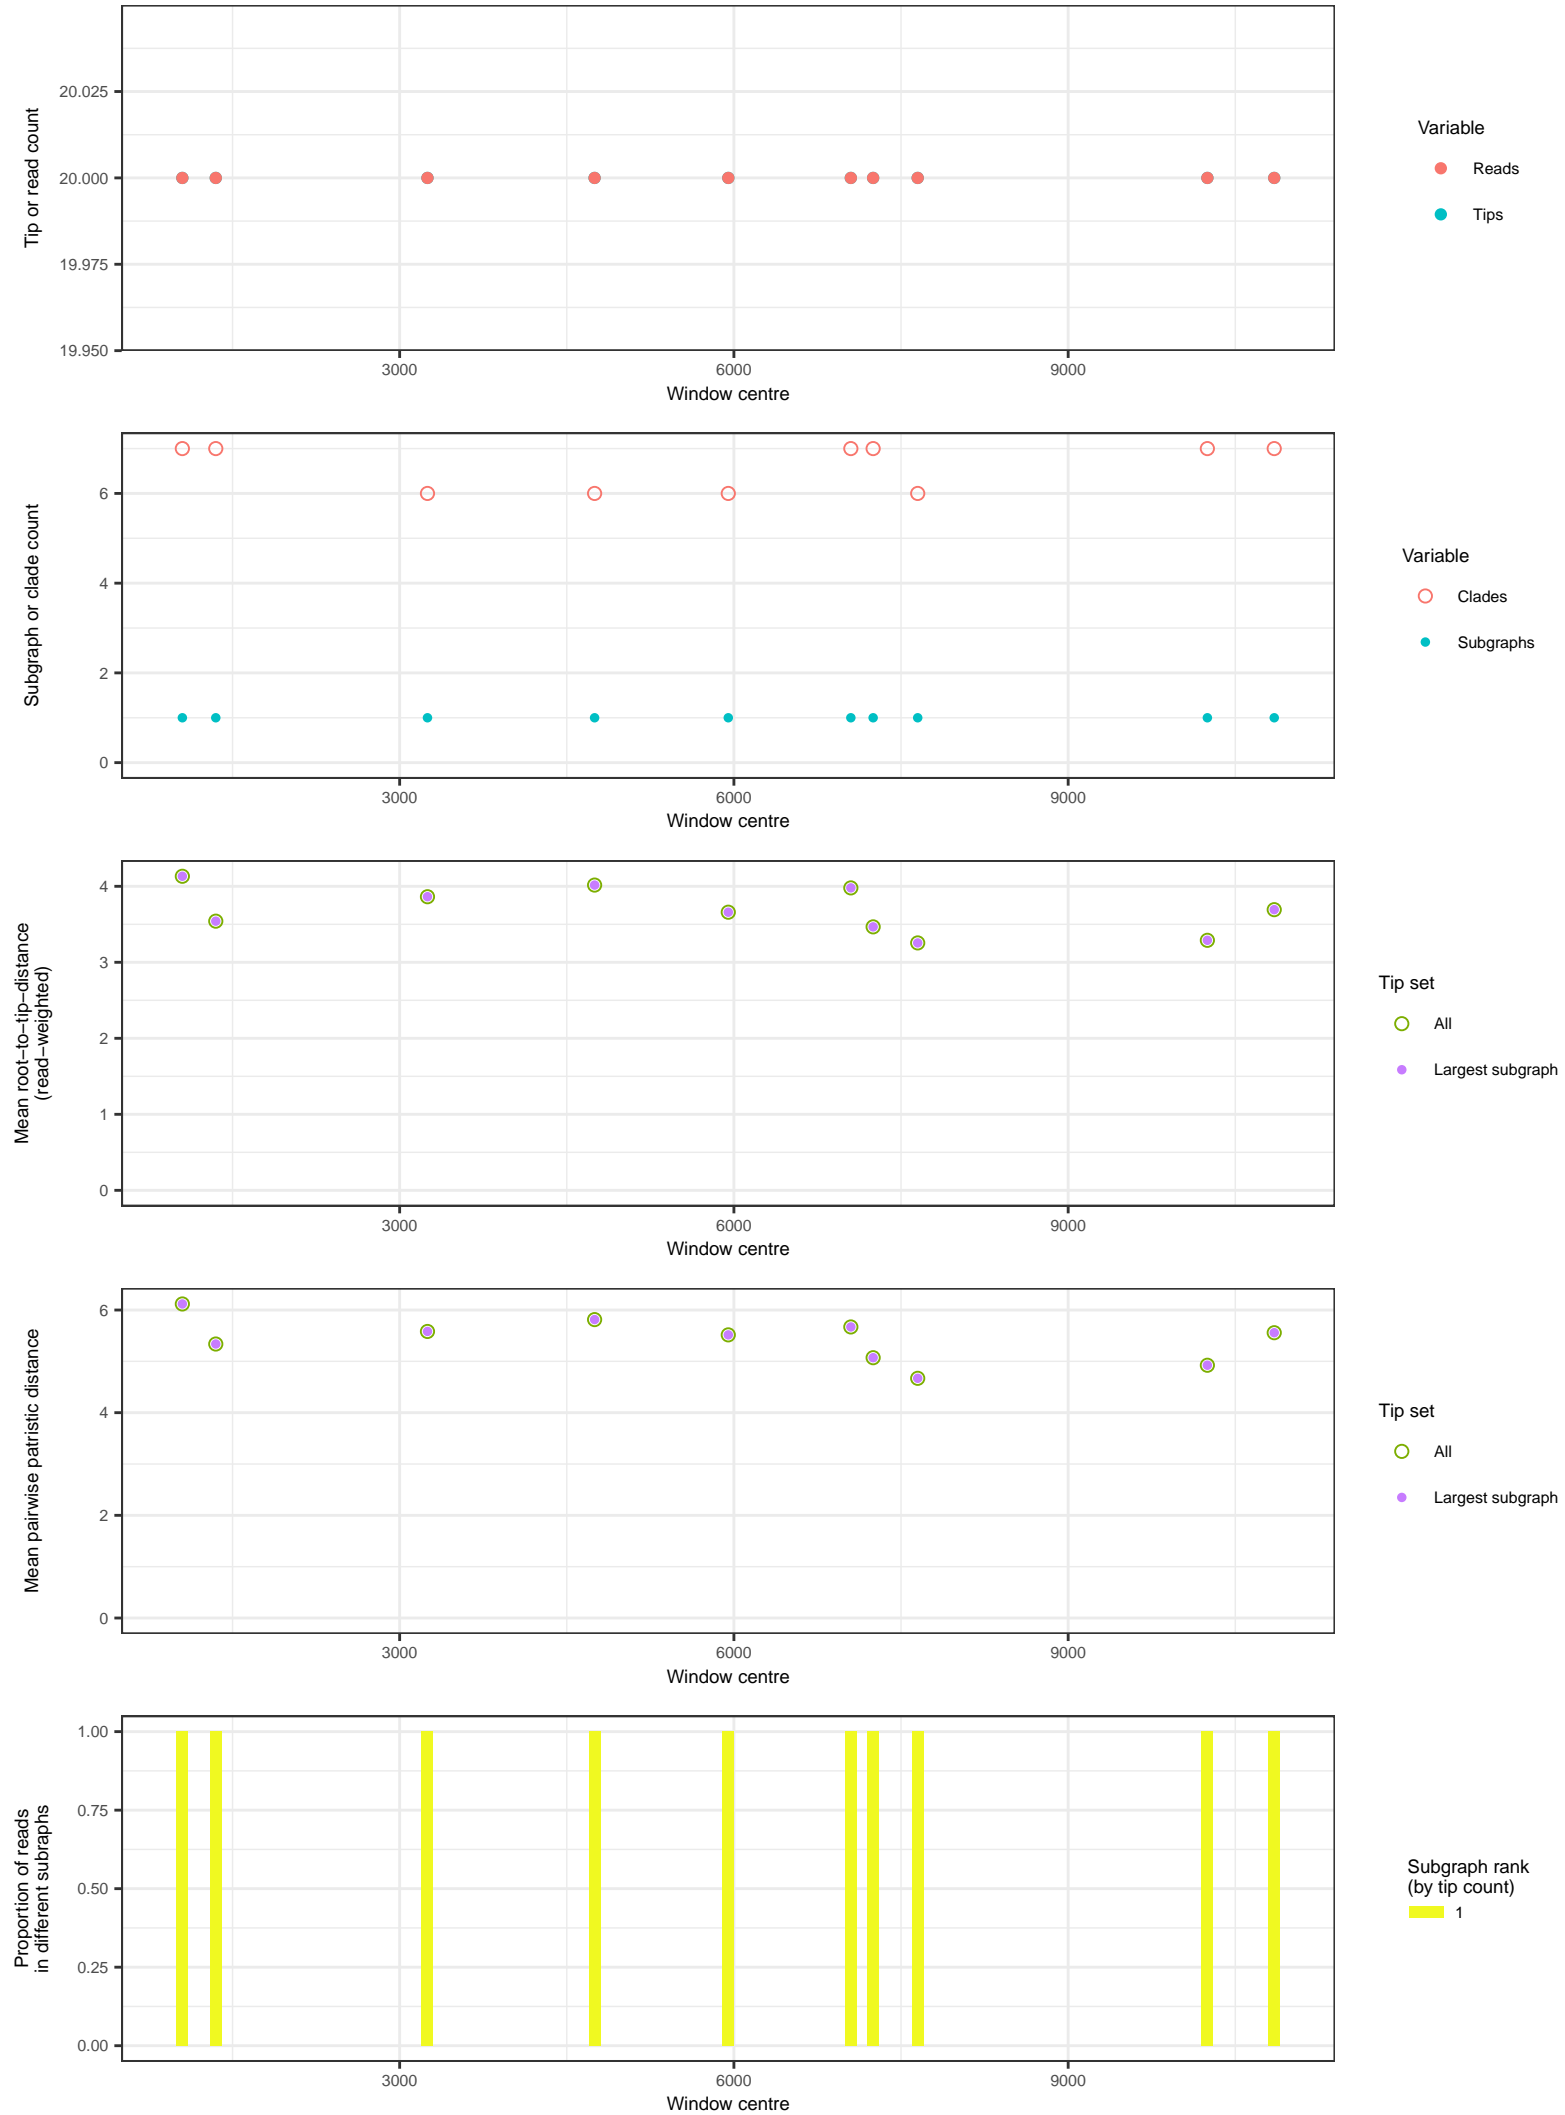 Tip or read count
20.025
20.000
19.975
19.950
3000
6000
9000
Window centre
Variable
Reads
Tips
Subgraph or clade count
6
4
2
0
3000
6000
9000
Window centre
Variable
Clades
Subgraphs
Mean root−to−tip−distance
(read−weighted)
4
3
2
1
0
3000
6000
9000
Window centre
Tip set
All
Largest subgraph
Mean pairwise patristic distance
6
4
2
0
3000
6000
9000
Window centre
Tip set
All
Largest subgraph
Proportion of reads
in different subraphs
1.00
0.75
0.50
0.25
0.00
3000
6000
9000
Window centre
Subgraph rank
(by tip count)
1